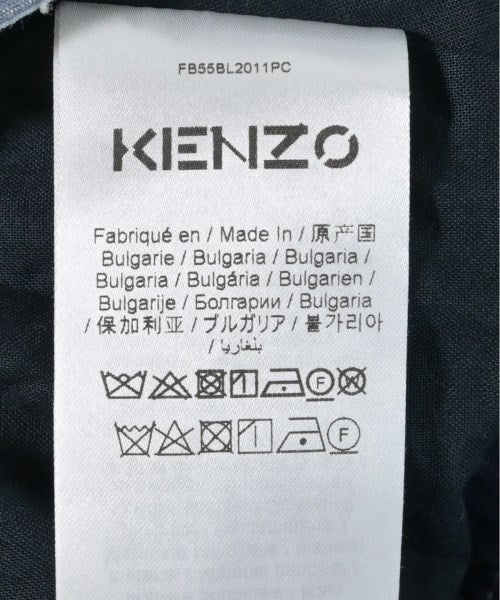 FB55BL2011PC
KENZO
Fabriqué en / Made In / 原产国
Bulgarie / Bulgaria / Bulgaria /
Bulgaria / Bulgária / Bulgarien /
Bulgarije / Болгарии / Bulgaria
/ 保加利亚 / ブルガリア / 불가리아
/ بلغاريا
F W
F